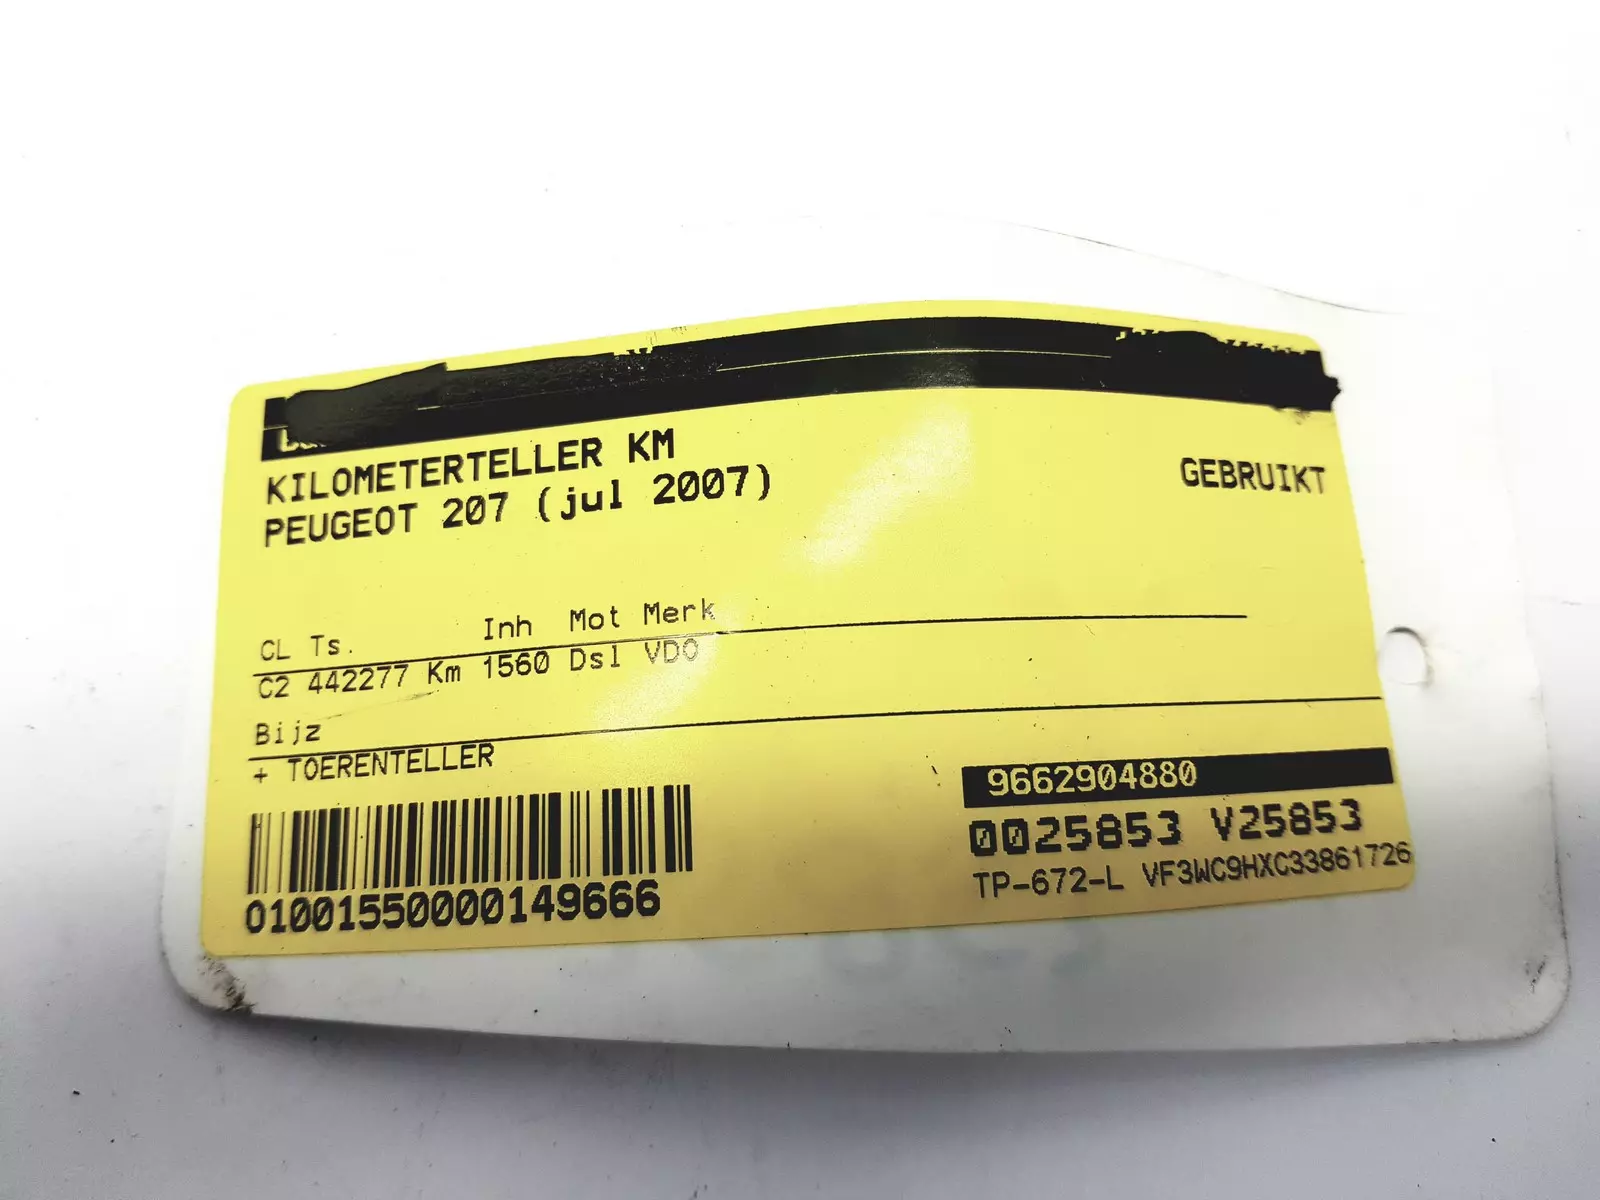 KILOMETERTELLER KM
PEUGEOT 207 (jul 2007)
GEBRUIKT
CL Ts. Inh Mot Merk
C2 442277 Km 1560 Dsl VDO
Bijz
+ TOERENTELLER
9662904880
0025853 V25853
TP-672-L VF3WC9HXC33861726
01001550000149666